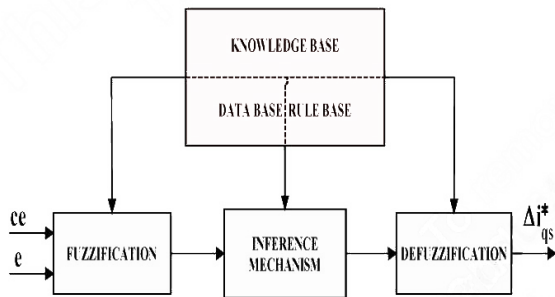 KNOWLEDGE BASE
DATA BASE RULE BASE
ce
e
FUZZIFICATION
INFERENCE
MECHANISM
DEFUZZIFICATION
Δi*qs